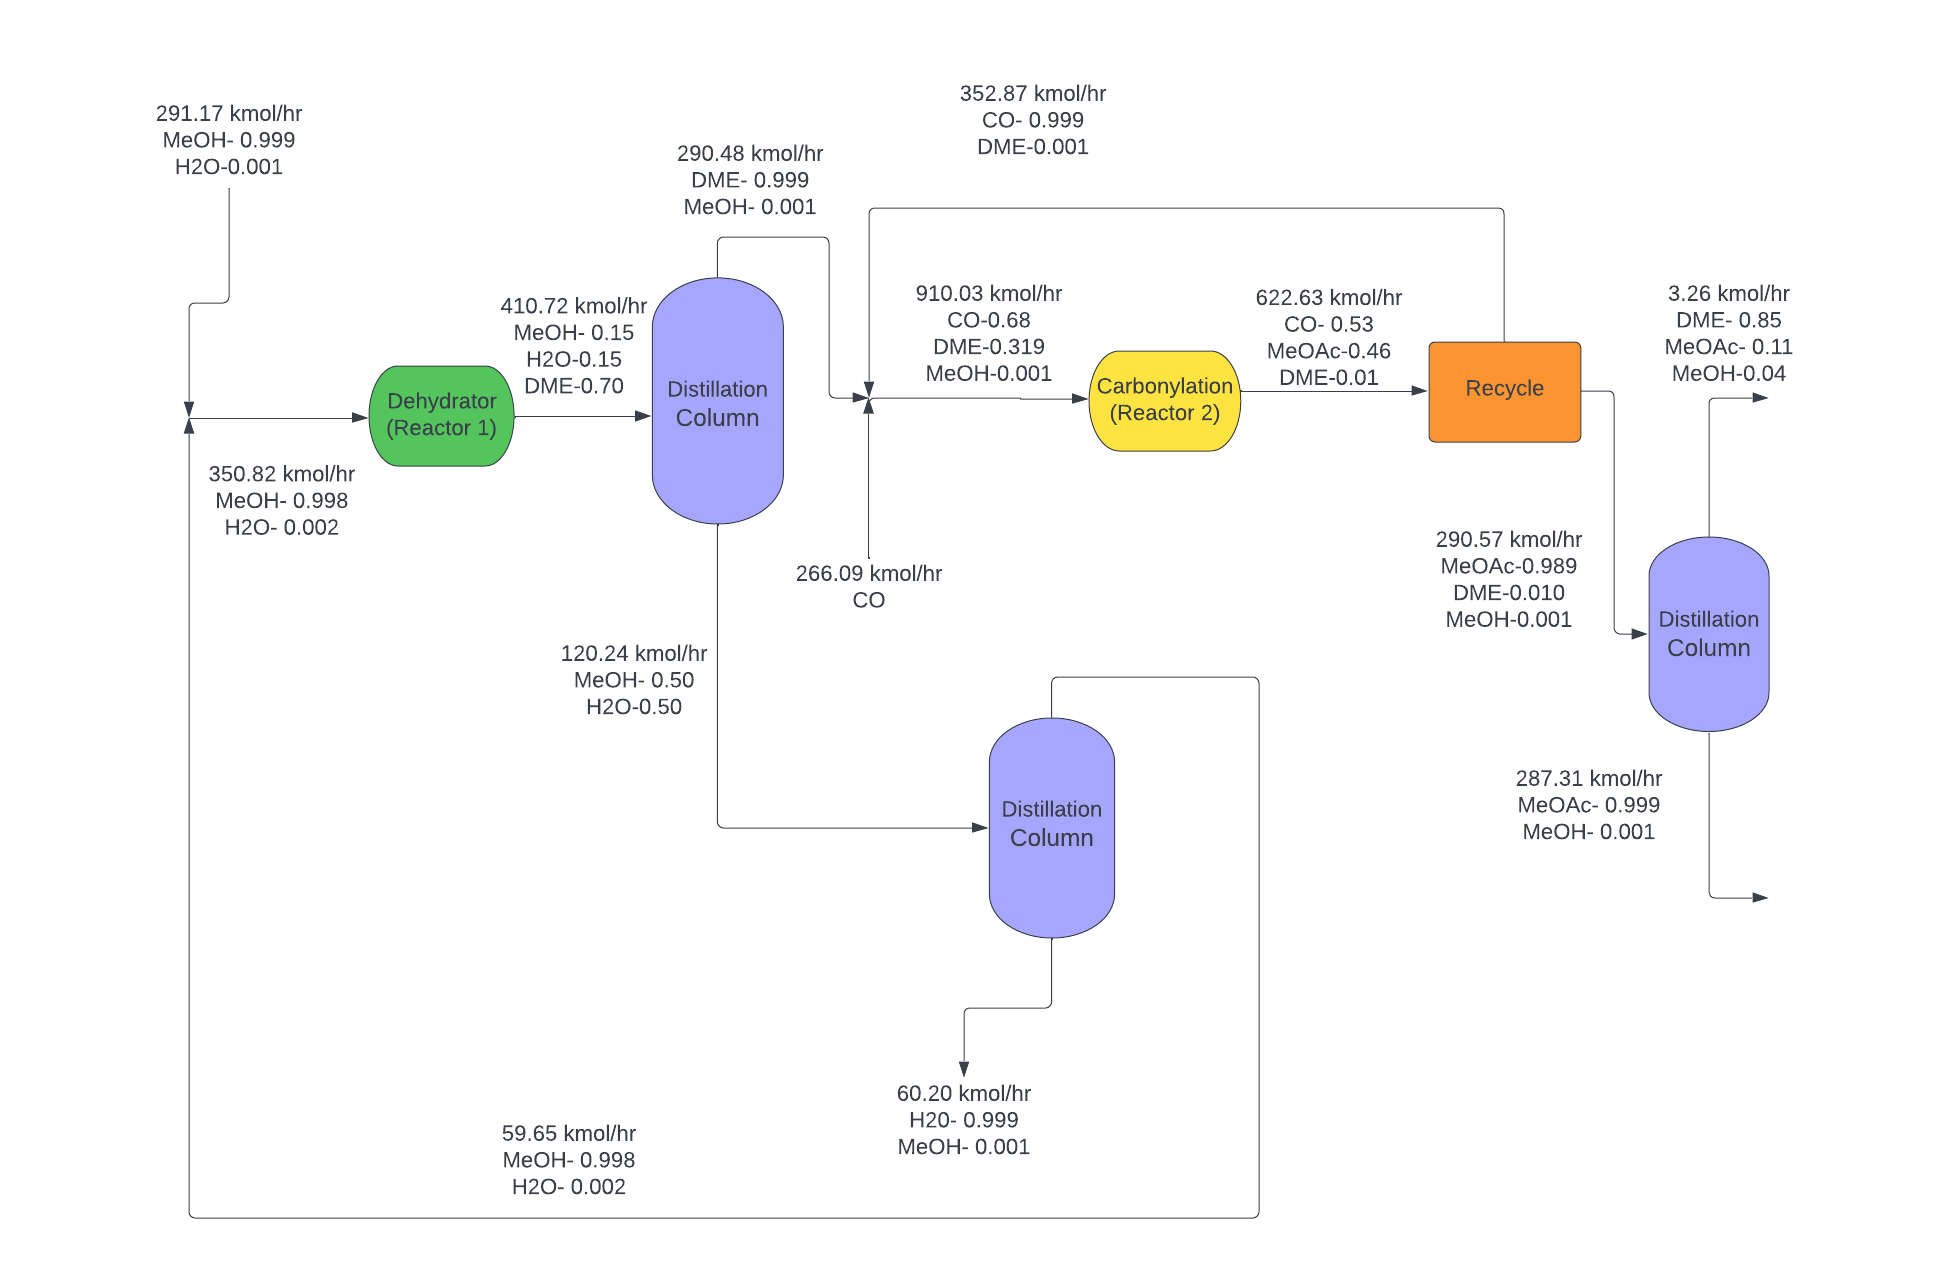 291.17 kmol/hr
MeOH- 0.999
H2O-0.001
290.48 kmol/hr
DME- 0.999
MeOH- 0.001
352.87 kmol/hr
CO- 0.999
DME-0.001
410.72 kmol/hr
MeOH- 0.15
H2O-0.15
DME-0.70
910.03 kmol/hr
CO-0.68
DME-0.319
MeOH-0.001
622.63 kmol/hr
CO- 0.53
MeOAc-0.46
DME-0.01
3.26 kmol/hr
DME- 0.85
MeOAc- 0.11
MeOH-0.04
Dehydrator
(Reactor 1)
Distillation
Column
Carbonylation
(Reactor 2)
Recycle
350.82 kmol/hr
MeOH- 0.998
H2O- 0.002
266.09 kmol/hr
CO
290.57 kmol/hr
MeOAc-0.989
DME-0.010
MeOH-0.001
Distillation
Column
120.24 kmol/hr
MeOH- 0.50
H2O-0.50
Distillation
Column
287.31 kmol/hr
MeOAc- 0.999
MeOH- 0.001
60.20 kmol/hr
H20- 0.999
MeOH- 0.001
59.65 kmol/hr
MeOH- 0.998
H2O- 0.002